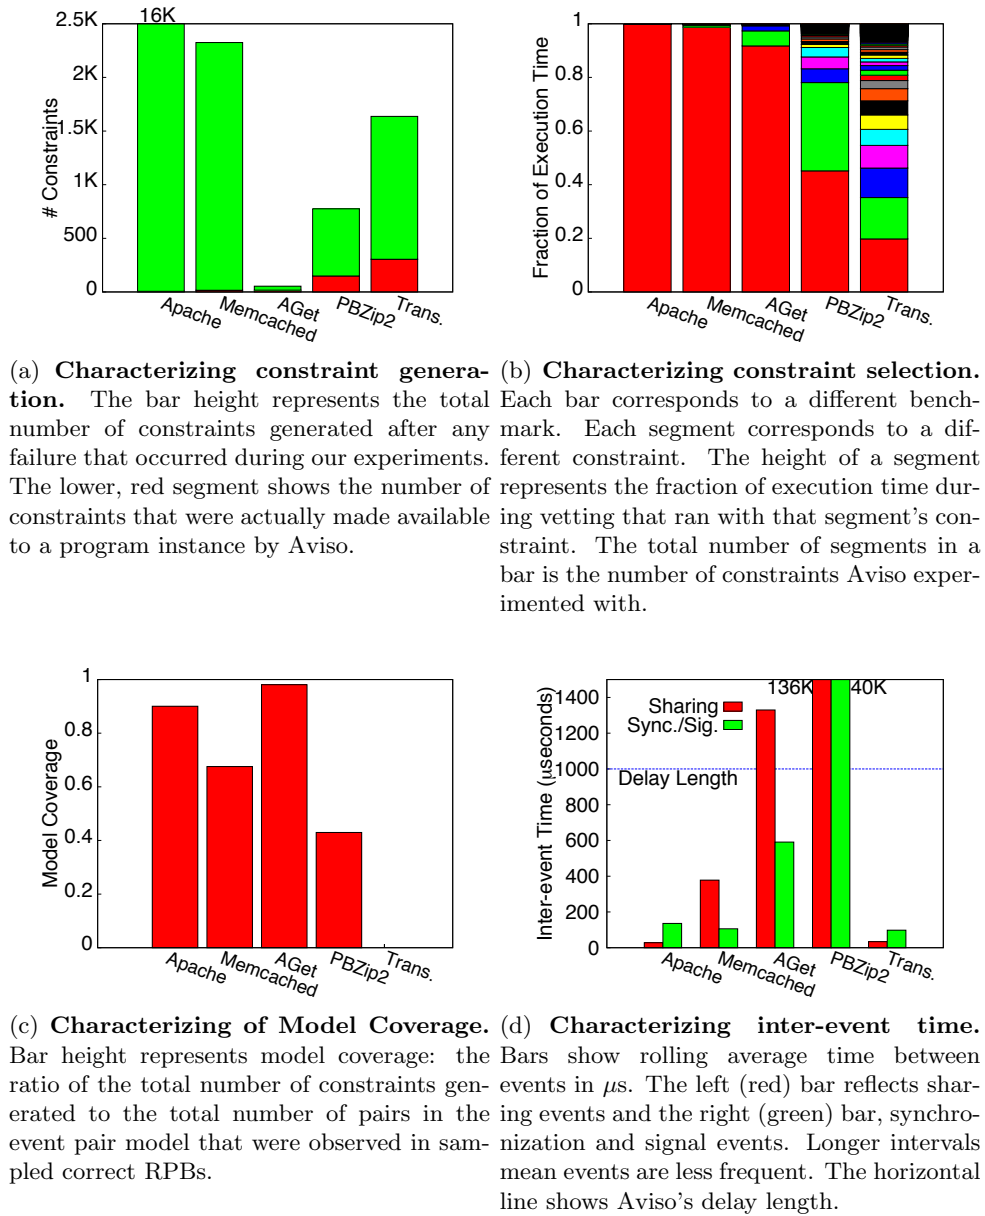 16K
2.5K
2K
1.5K
1K
500
0
# Constraints
Apache
Memcached
AGet
PBZip2
Trans.
1
0.8
0.6
0.4
0.2
0
Fraction of Execution Time
Apache
Memcached
AGet
PBZip2
Trans.
(a) Characterizing constraint genera-
tion. The bar height represents the total
number of constraints generated after any
failure that occurred during our experiments.
The lower, red segment shows the number of
constraints that were actually made available
to a program instance by Aviso.
(b) Characterizing constraint selection.
Each bar corresponds to a different bench-
mark. Each segment corresponds to a dif-
ferent constraint. The height of a segment
represents the fraction of execution time dur-
ing vetting that ran with that segment's con-
straint. The total number of segments in a
bar is the number of constraints Aviso exper-
imented with.
1
0.8
0.6
0.4
0.2
0
Model Coverage
Apache
Memcached
AGet
PBZip2
Trans.
1400
1200
1000
800
600
400
200
0
Inter-event Time (μseconds)
136K
40K
Sharing
Sync./Sig.
Delay Length
Apache
Memcached
AGet
PBZip2
Trans.
(c) Characterizing of Model Coverage.
Bar height represents model coverage: the
ratio of the total number of constraints gen-
erated to the total number of pairs in the
event pair model that were observed in sam-
pled correct RPBs.
(d) Characterizing inter-event time.
Bars show rolling average time between
events in μs. The left (red) bar reflects shar-
ing events and the right (green) bar, synchro-
nization and signal events. Longer intervals
mean events are less frequent. The horizontal
line shows Aviso's delay length.